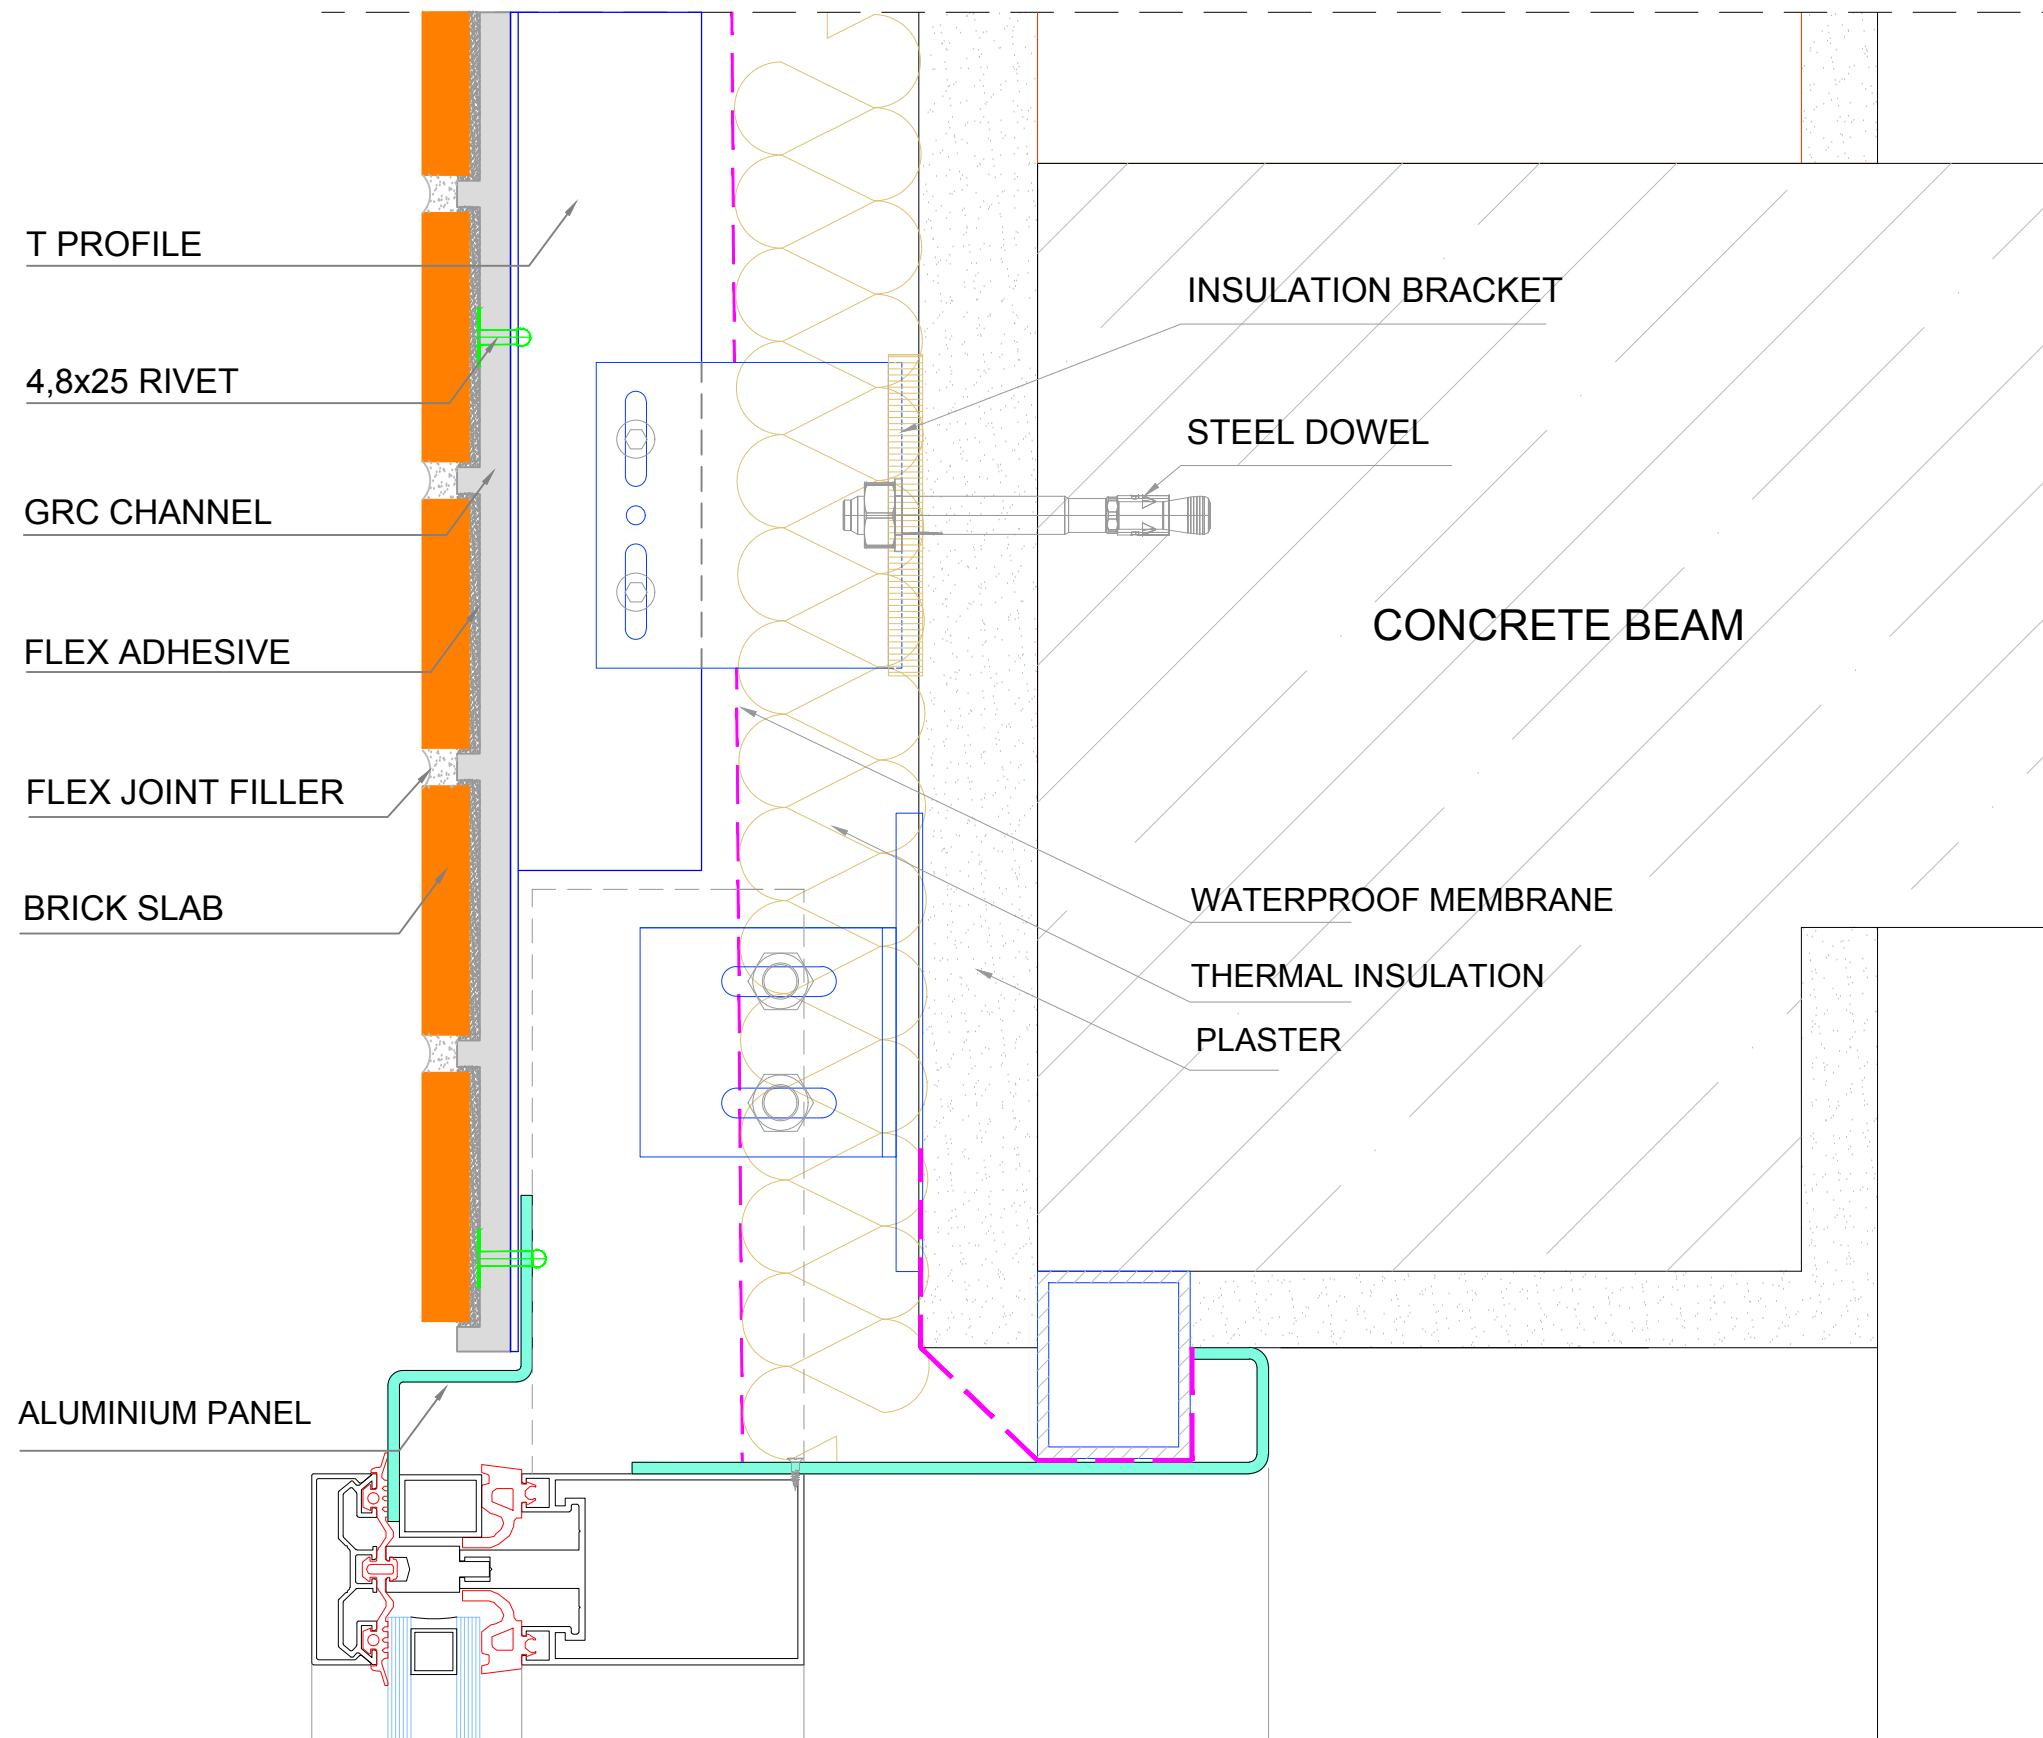 T PROFILE
4,8x25 RIVET
GRC CHANNEL
FLEX ADHESIVE
FLEX JOINT FILLER
BRICK SLAB
ALUMINIUM PANEL
INSULATION BRACKET
STEEL DOWEL
CONCRETE BEAM
WATERPROOF MEMBRANE
THERMAL INSULATION
PLASTER